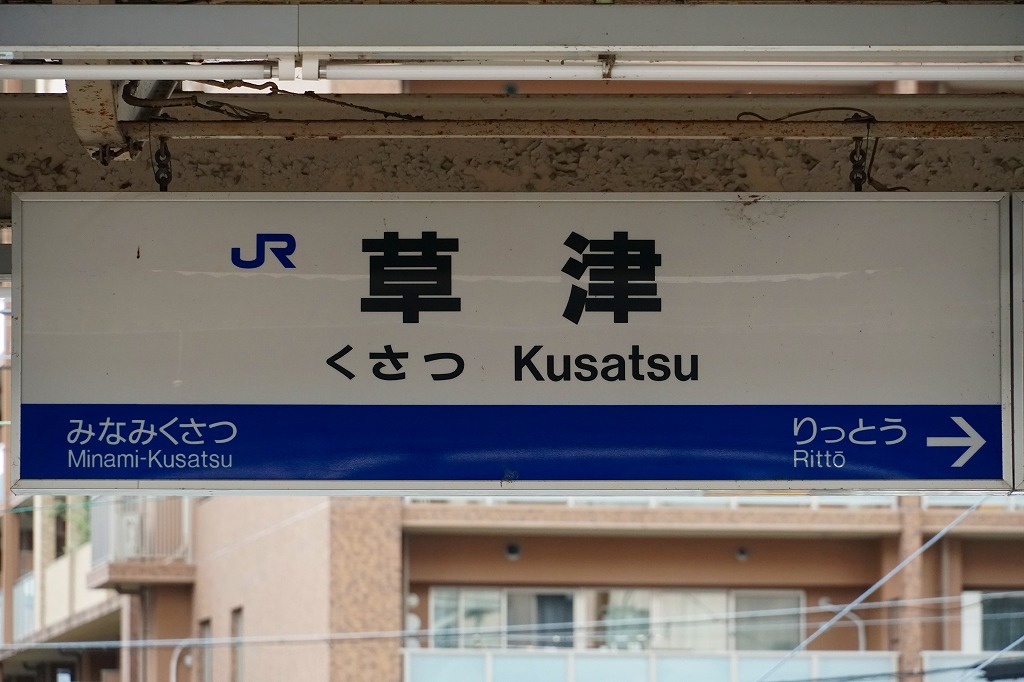 JR 草津
くさつ Kusatsu
みなみくさつ りっとう →
Minami-Kusatsu Rittō